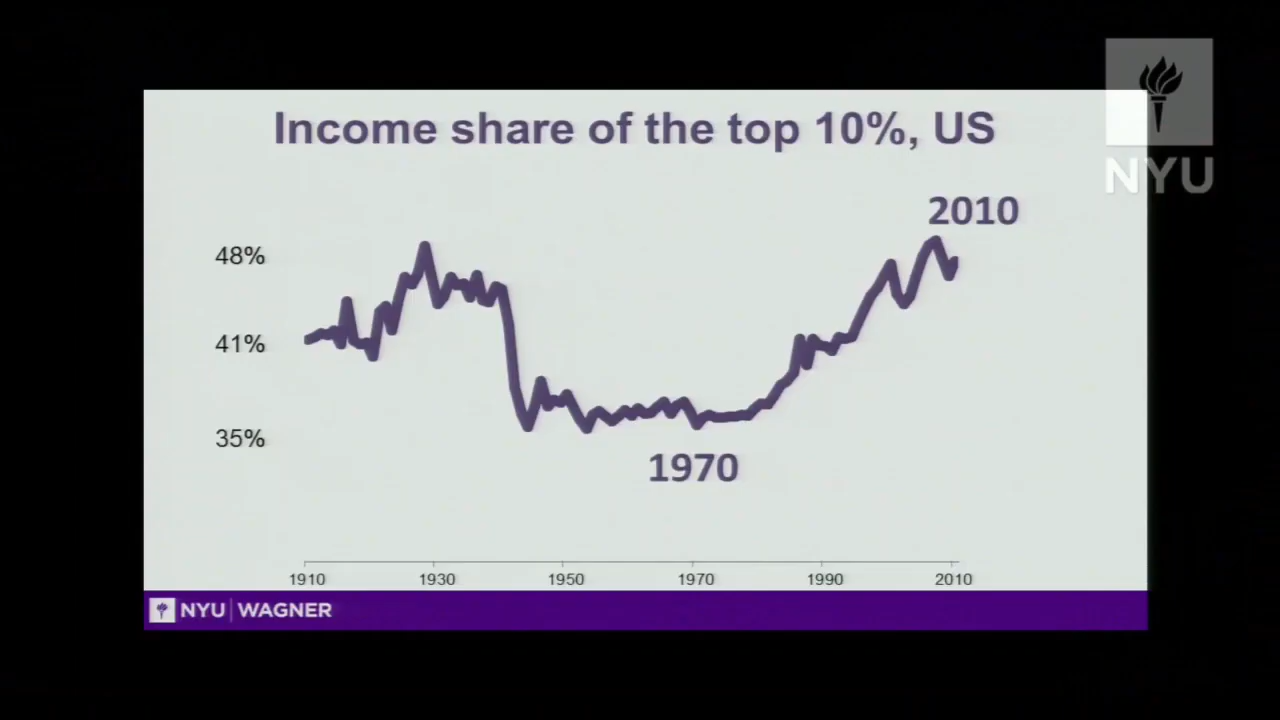 Income share of the top 10%, US
NYU
2010
48%
41%
35%
1970
1910 1930 1950 1970 1990 2010
NYU | WAGNER